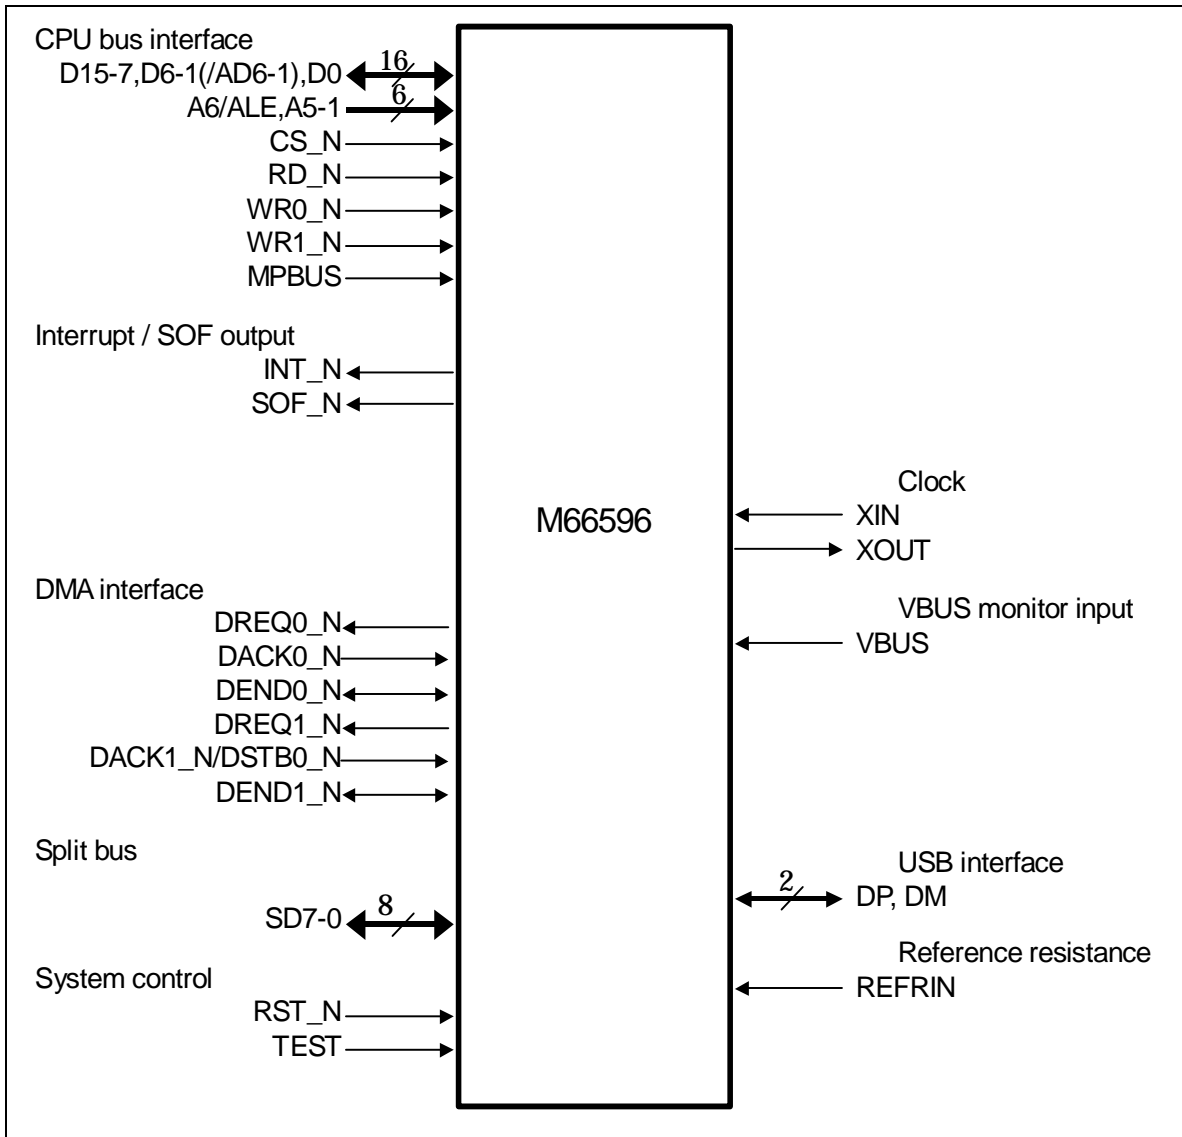 CPU bus interface
D15-7,D6-1(/AD6-1),D0
16
A6/ALE,A5-1
6
CS_N
RD_N
WR0_N
WR1_N
MPBUS
Interrupt / SOF output
INT_N
SOF_N
DMA interface
DREQ0_N
DACK0_N
DEND0_N
DREQ1_N
DACK1_N/DSTB0_N
DEND1_N
Split bus
SD7-0
8
System control
RST_N
TEST
M66596
Clock
XIN
XOUT
VBUS monitor input
VBUS
USB interface
2
DP, DM
Reference resistance
REFRIN